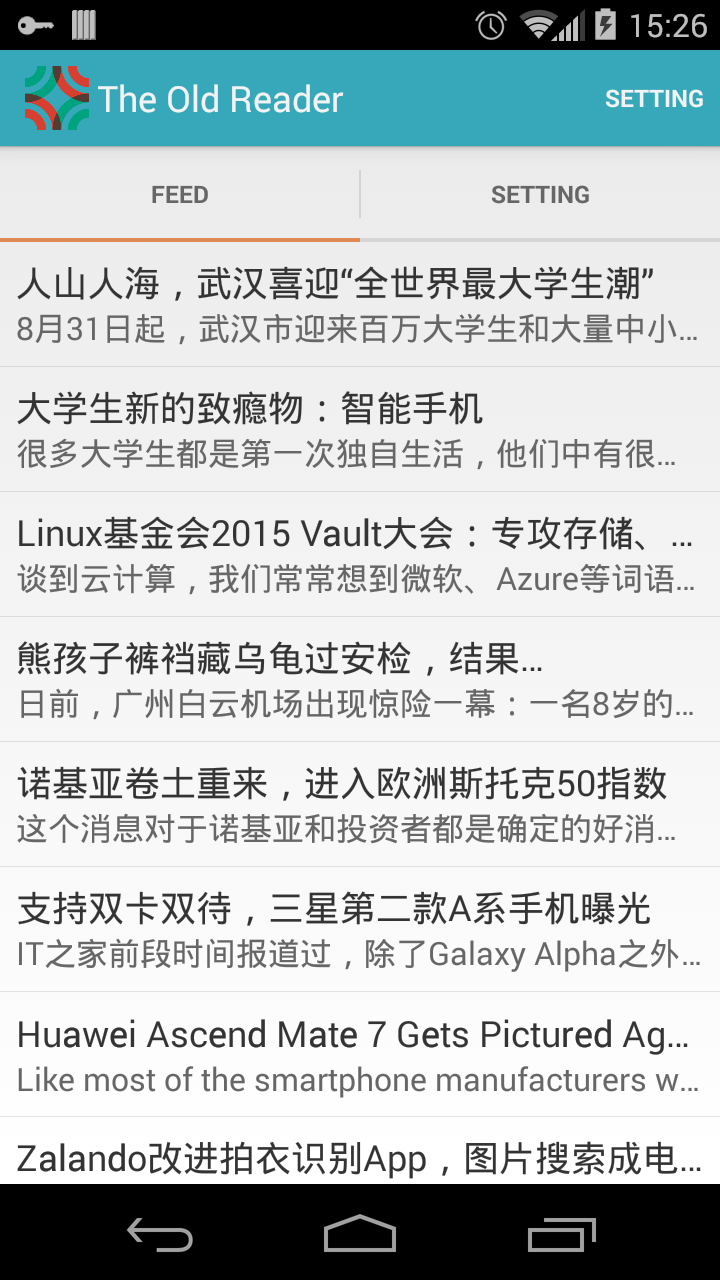 15:26
The Old Reader
SETTING
FEED
SETTING
人山人海，武汉喜迎“全世界最大学生潮”
8月31日起，武汉市迎来百万大学生和大量中小…
大学生新的致瘾物：智能手机
很多大学生都是第一次独自生活，他们中有很…
Linux基金会2015 Vault大会：专攻存储、…
谈到云计算，我们常常想到微软、Azure等词语…
熊孩子裤裆藏乌龟过安检，结果…
日前，广州白云机场出现惊险一幕：一名8岁的…
诺基亚卷土重来，进入欧洲斯托克50指数
这个消息对于诺基亚和投资者都是确定的好消…
支持双卡双待，三星第二款A系手机曝光
IT之家前段时间报道过，除了Galaxy Alpha之外…
Huawei Ascend Mate 7 Gets Pictured Ag…
Like most of the smartphone manufacturers w…
Zalando改进拍衣识别App，图片搜索成电…